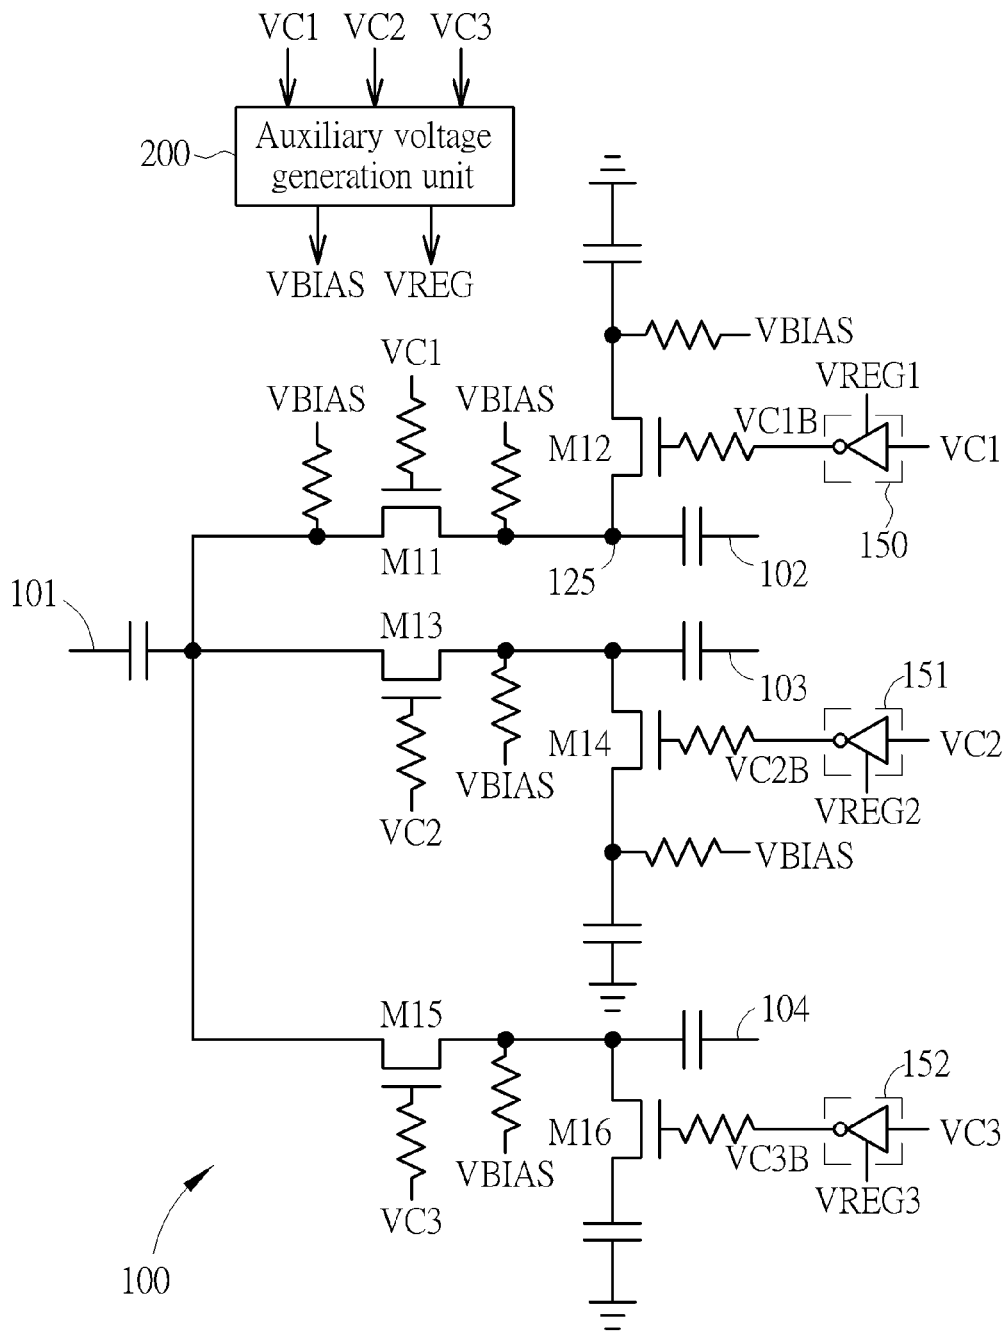 VC1 VC2 VC3
200
Auxiliary voltage
generation unit
VBIAS VREG
VBIAS
VC1
VREG1
VBIAS
VBIAS
M12
VC1B
VC1
150
M11
125
102
101
M13
103
151
M14
VC2B
VC2
VBIAS
VREG2
VC2
VBIAS
M15
104
152
M16
VC3B
VC3
VBIAS
VREG3
VC3
100